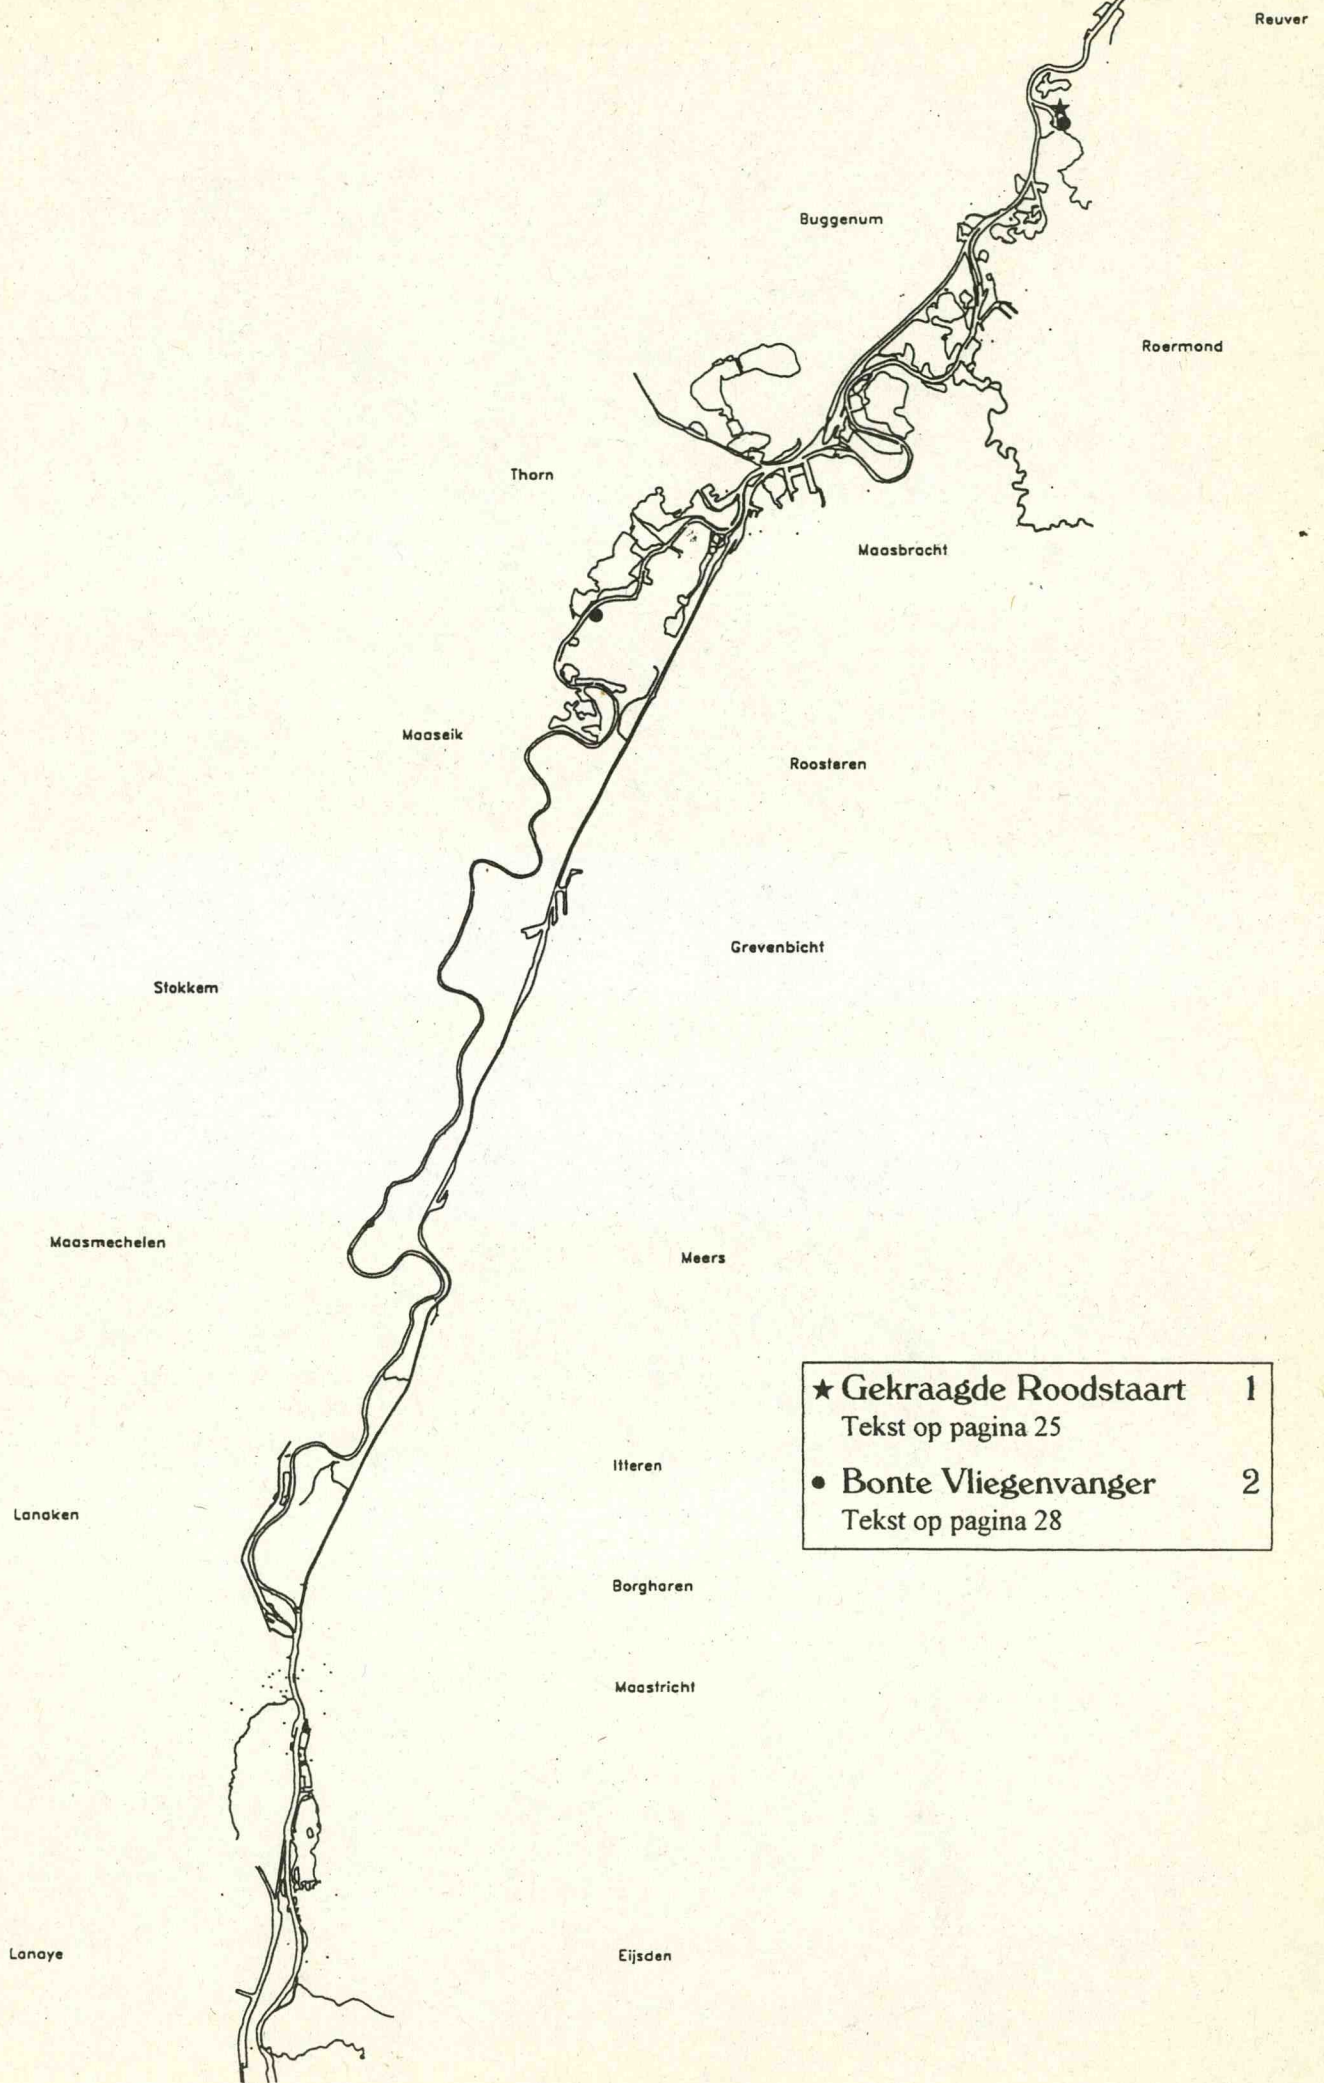 Reuver
Buggenum
Roermond
Thorn
Maasbracht
Maaseik
Roosteren
Grevenbicht
Stokkem
Maasmechelen
Meers
★ Gekraagde Roodstaart 1
Tekst op pagina 25
Itteren
• Bonte Vliegenvanger 2
Lanaken
Tekst op pagina 28
Borgharen
Maastricht
Lanaye
Eijsden